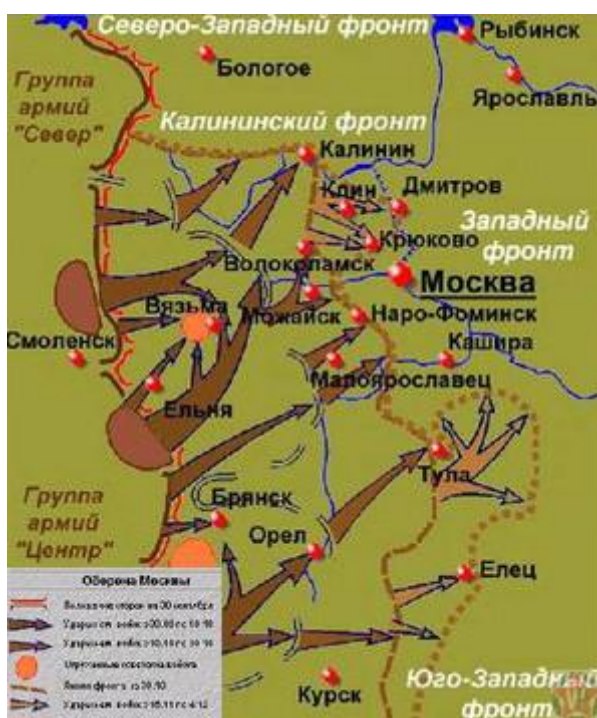 Северо-Западный фронт
Рыбинск
Бологое
Группа
армий
"Север"
Ярославль
Калининский фронт
Калинин
Клин
Дмитров
Западный
фронт
Крюково
Волоколамск
Москва
Вязьма
Можайск
Наро-Фоминск
Смоленск
Кашира
Малоярославец
Ельня
Тула
Группа
армий
"Центр"
Брянск
Орел
Елец
Оборона Москвы
Курск
Юго-Западный
фронт